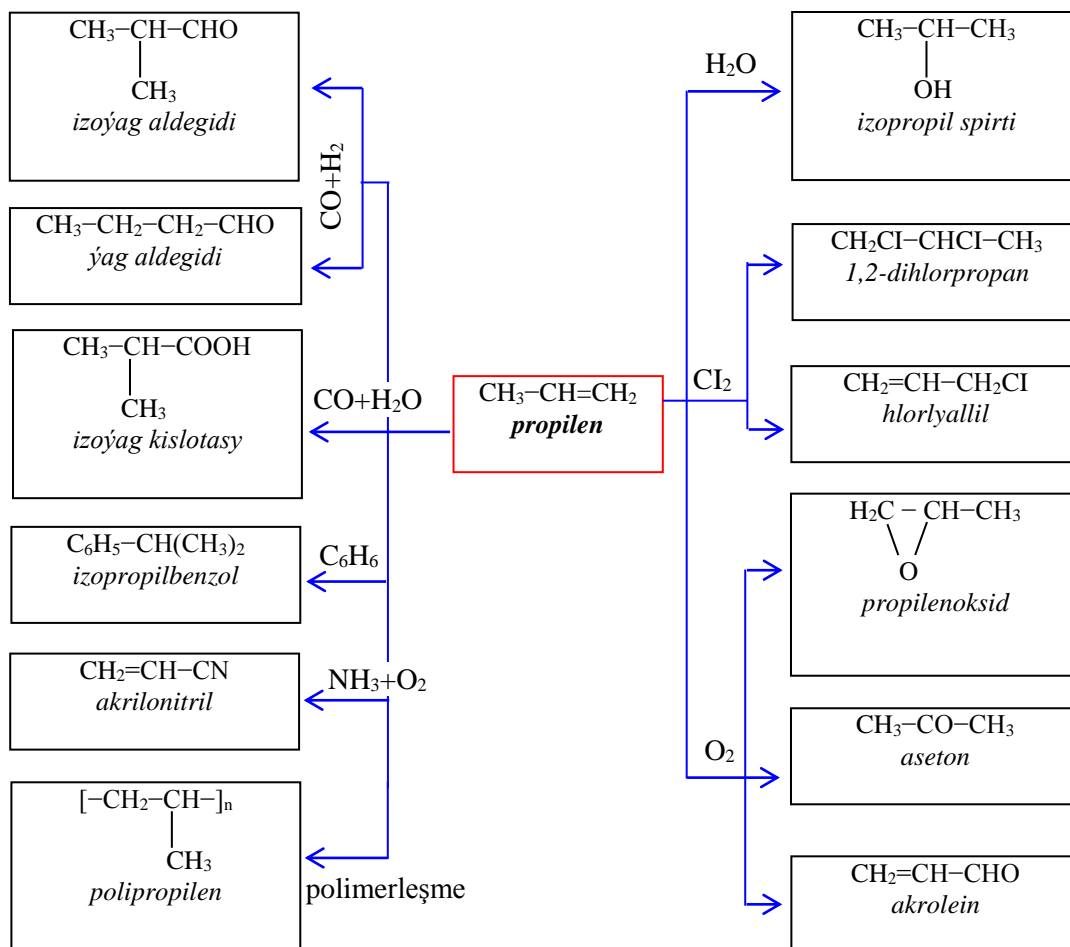 CH₃−CH−CHO
CH₃
izoýag aldegidi
CO+H₂
CH₃−CH₂−CH₂−CHO
ýag aldegidi
CH₃−CH−COOH
CH₃
izoýag kislotasy
CO+H₂O
C₆H₅−CH(CH₃)₂
izopropilbenzol
C₆H₆
CH₂=CH−CN
akrilonitril
NH₃+O₂
[−CH₂−CH−]ₙ
CH₃
polipropilen
polimerleşme
CH₃−CH=CH₂
propilen
H₂O
CH₃−CH−CH₃
OH
izopropil spirti
CI₂
CH₂CI−CHCI−CH₃
1,2-dihlorpropan
CH₂=CH−CH₂CI
hlorlyallil
O₂
H₂C − CH−CH₃
O
propilenoksid
CH₃−CO−CH₃
aseton
CH₂=CH−CHO
akrolein